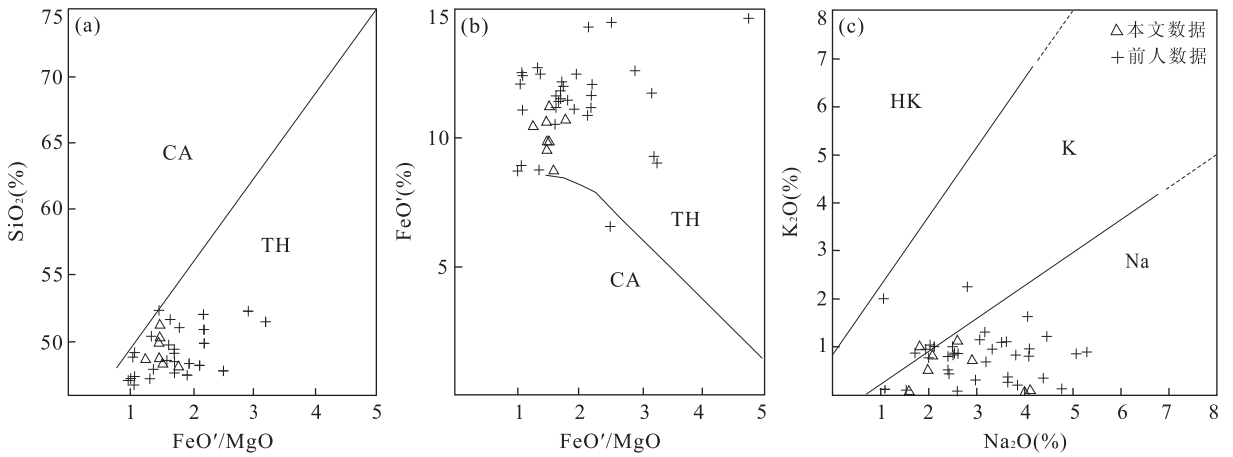 (a)
SiO₂(%)
75
70
65
60
55
50
CA
TH
1 2 3 4 5
FeO′/MgO
(b)
FeO′(%)
15
10
5
TH
CA
1 2 3 4 5
FeO′/MgO
(c)
K₂O(%)
8
7
6
5
4
3
2
1
△本文数据
+前人数据
HK
K
Na
1 2 3 4 5 6 7 8
Na₂O(%)